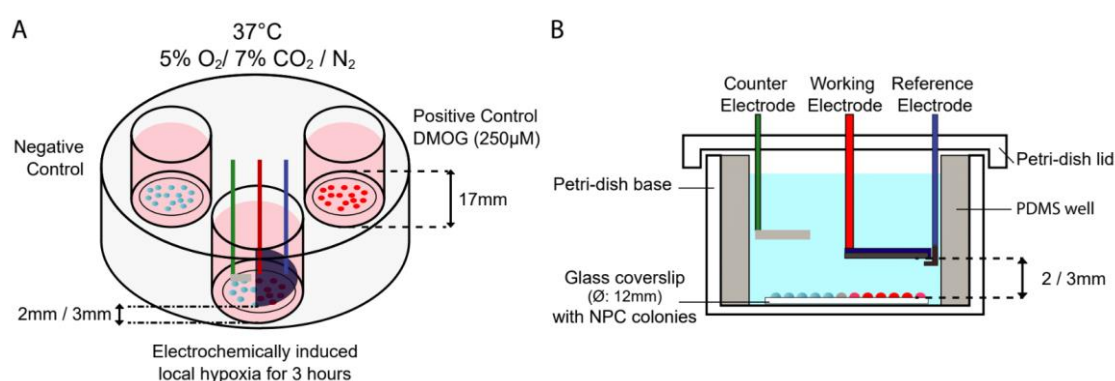 A
37°C
5% O₂/ 7% CO₂ / N₂
Negative
Control
Positive Control
DMOG (250µM)
17mm
2mm / 3mm
Electrochemically induced
local hypoxia for 3 hours
B
Counter
Electrode
Working
Electrode
Reference
Electrode
Petri-dish lid
Petri-dish base
PDMS well
Glass coverslip
(Ø: 12mm)
with NPC colonies
2 / 3mm